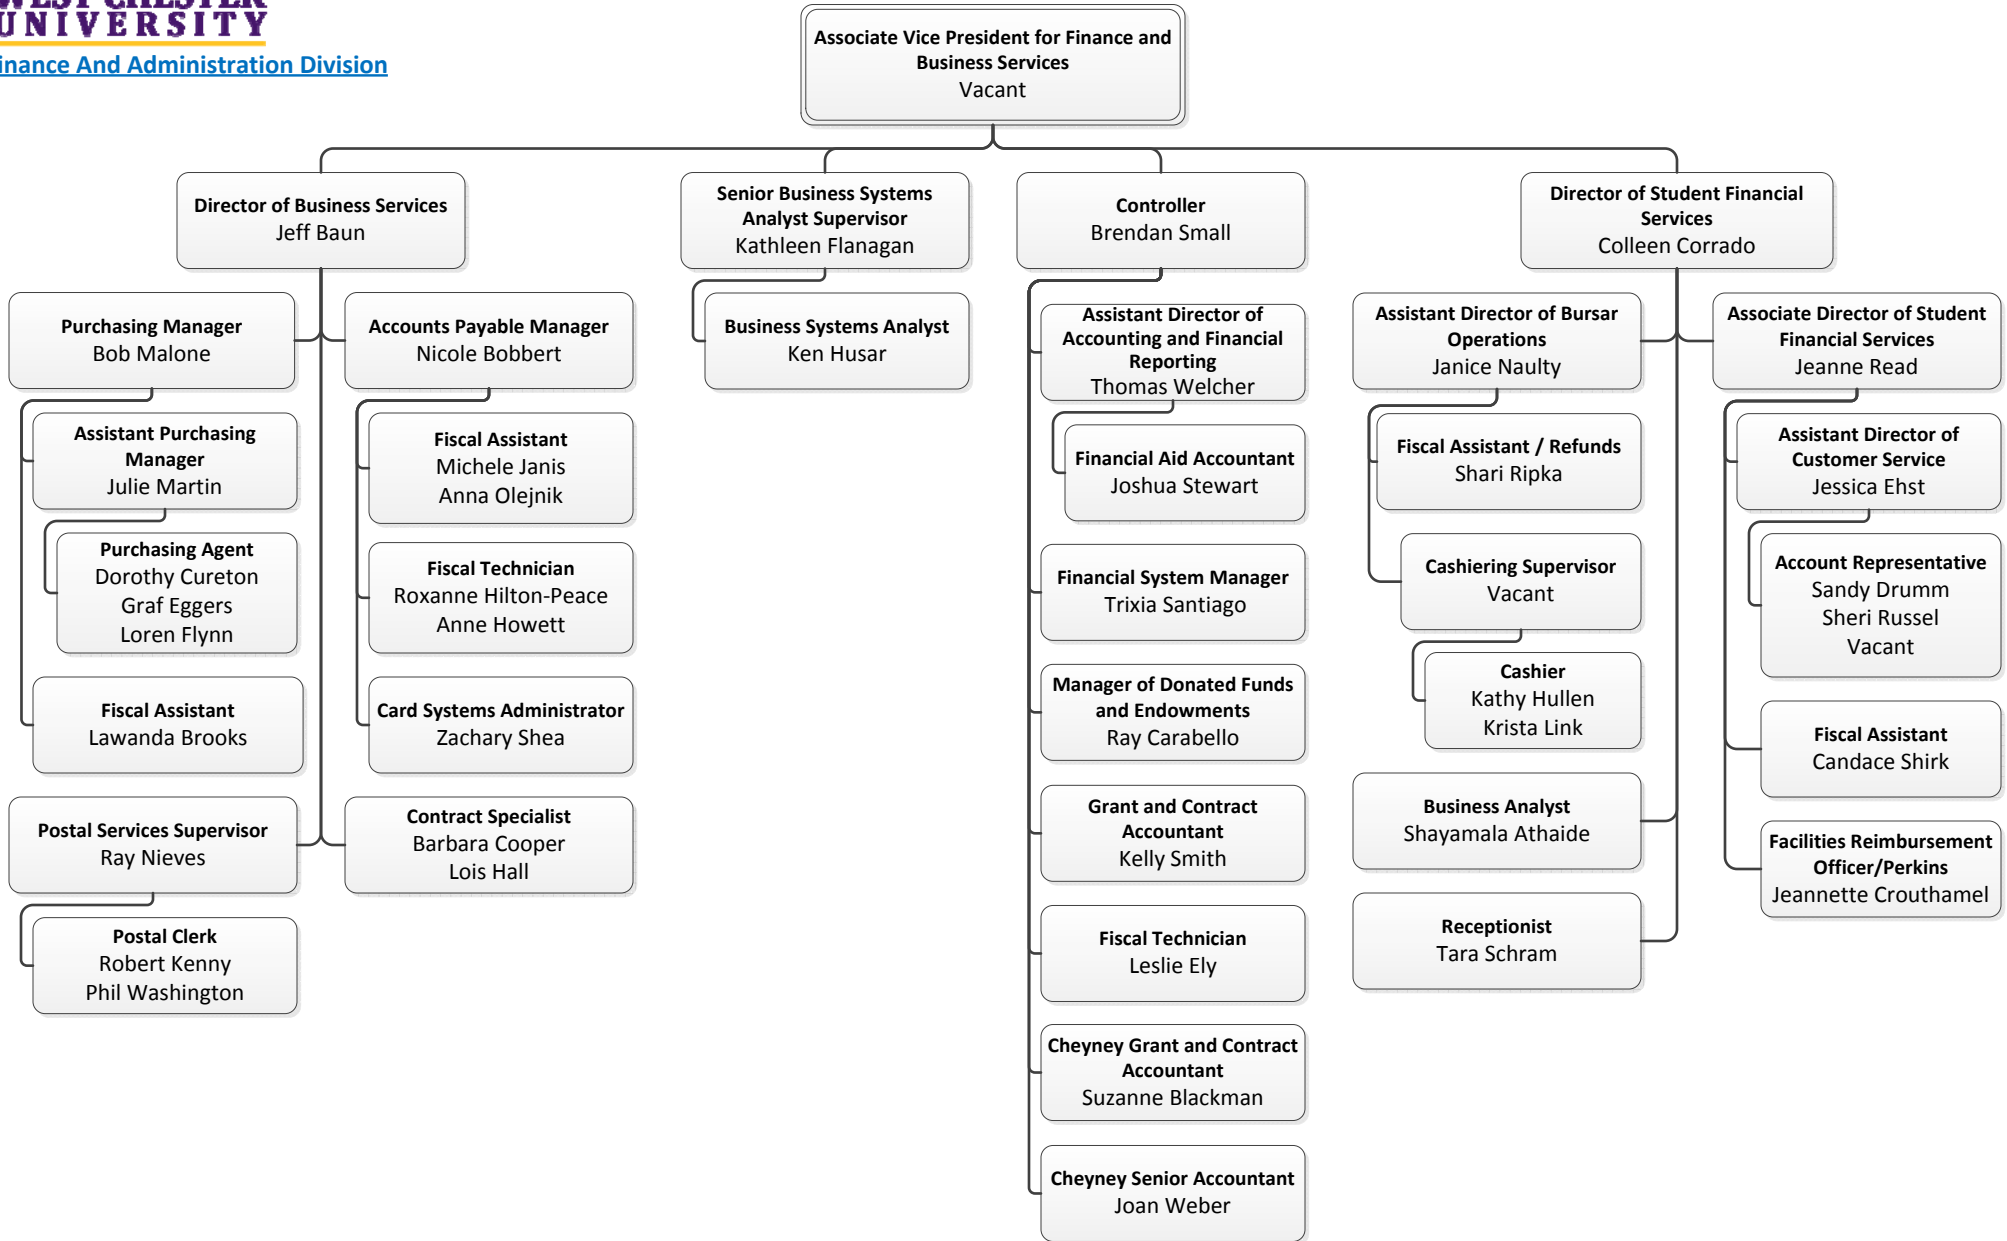 WEST CHESTER
UNIVERSITY
inance And Administration Division
Associate Vice President for Finance and
Business Services
Vacant
Director of Business Services
Jeff Baun
Senior Business Systems
Analyst Supervisor
Kathleen Flanagan
Controller
Brendan Small
Director of Student Financial
Services
Colleen Corrado
Purchasing Manager
Bob Malone
Assistant Purchasing
Manager
Julie Martin
Purchasing Agent
Dorothy Cureton
Graf Eggers
Loren Flynn
Fiscal Assistant
Lawanda Brooks
Postal Services Supervisor
Ray Nieves
Postal Clerk
Robert Kenny
Phil Washington
Accounts Payable Manager
Nicole Bobbert
Fiscal Assistant
Michele Janis
Anna Olejnik
Fiscal Technician
Roxanne Hilton-Peace
Anne Howett
Card Systems Administrator
Zachary Shea
Contract Specialist
Barbara Cooper
Lois Hall
Business Systems Analyst
Ken Husar
Assistant Director of
Accounting and Financial
Reporting
Thomas Welcher
Financial Aid Accountant
Joshua Stewart
Financial System Manager
Trixia Santiago
Manager of Donated Funds
and Endowments
Ray Carabello
Grant and Contract
Accountant
Kelly Smith
Fiscal Technician
Leslie Ely
Cheyney Grant and Contract
Accountant
Suzanne Blackman
Cheyney Senior Accountant
Joan Weber
Assistant Director of Bursar
Operations
Janice Naulty
Fiscal Assistant / Refunds
Shari Ripka
Cashiering Supervisor
Vacant
Cashier
Kathy Hullen
Krista Link
Business Analyst
Shayamala Athaide
Receptionist
Tara Schram
Associate Director of Student
Financial Services
Jeanne Read
Assistant Director of
Customer Service
Jessica Ehst
Account Representative
Sandy Drumm
Sheri Russel
Vacant
Fiscal Assistant
Candace Shirk
Facilities Reimbursement
Officer/Perkins
Jeannette Crouthamel